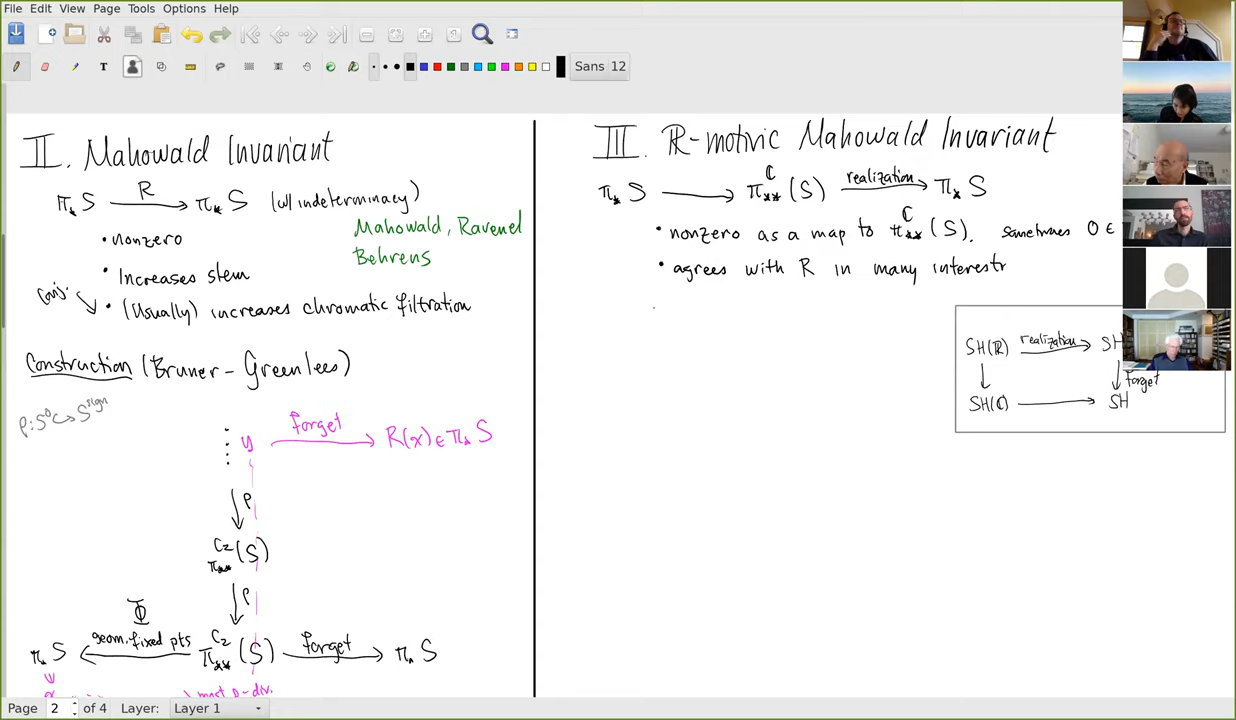 File Edit View Page Tools Options Help
T Sans 12
II. Mahowald Invariant
π⁎ S R π⁎ S (w/ indeterminacy)
• nonzero
Mahowald, Ravenel
Behrens
• Increases stem
Conj.
• (Usually) increases chromatic filtration
Construction (Bruner-Greenlees)
ρ: S⁰ ↪ S^sign
y forget R(x) ∈ π⁎ S
ρ
π⁎⁎^C₂ (S)
ρ
Φ
π⁎ S geom. fixed pts π⁎⁎^C₂ (S) forget π⁎ S
most ρ-div.
III. ℝ-motivic Mahowald Invariant
π⁎ S → π⁎⁎^ℂ (S) realization π⁎ S
• nonzero as a map to π⁎⁎^ℂ (S). sometimes 0 ∈
• agrees with R in many interestr
SH(ℝ) realization SH
forget
SH(ℂ) → SH
Page 2 of 4 Layer: Layer 1